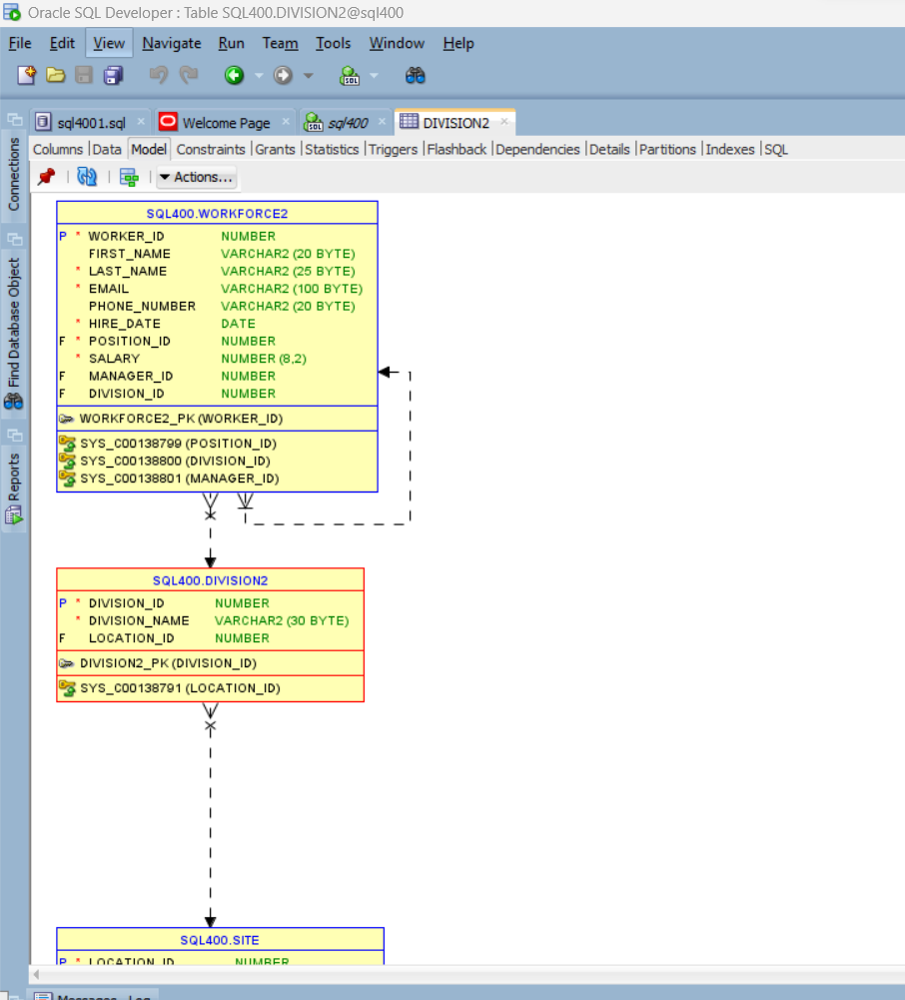 Oracle SQL Developer : Table SQL400.DIVISION2@sql400
File Edit View Navigate Run Team Tools Window Help
sql4001.sql Welcome Page sql400 DIVISION2
Columns Data Model Constraints Grants Statistics Triggers Flashback Dependencies Details Partitions Indexes SQL
Actions...
Connections
Find Database Object
Reports
SQL400.WORKFORCE2
P * WORKER_ID NUMBER
FIRST_NAME VARCHAR2 (20 BYTE)
* LAST_NAME VARCHAR2 (25 BYTE)
* EMAIL VARCHAR2 (100 BYTE)
PHONE_NUMBER VARCHAR2 (20 BYTE)
* HIRE_DATE DATE
F * POSITION_ID NUMBER
* SALARY NUMBER (8,2)
F MANAGER_ID NUMBER
F DIVISION_ID NUMBER
WORKFORCE2_PK (WORKER_ID)
SYS_C00138799 (POSITION_ID)
SYS_C00138800 (DIVISION_ID)
SYS_C00138801 (MANAGER_ID)
SQL400.DIVISION2
P * DIVISION_ID NUMBER
* DIVISION_NAME VARCHAR2 (30 BYTE)
F LOCATION_ID NUMBER
DIVISION2_PK (DIVISION_ID)
SYS_C00138791 (LOCATION_ID)
SQL400.SITE
P * LOCATION_ID NUMBER
Messages - Log